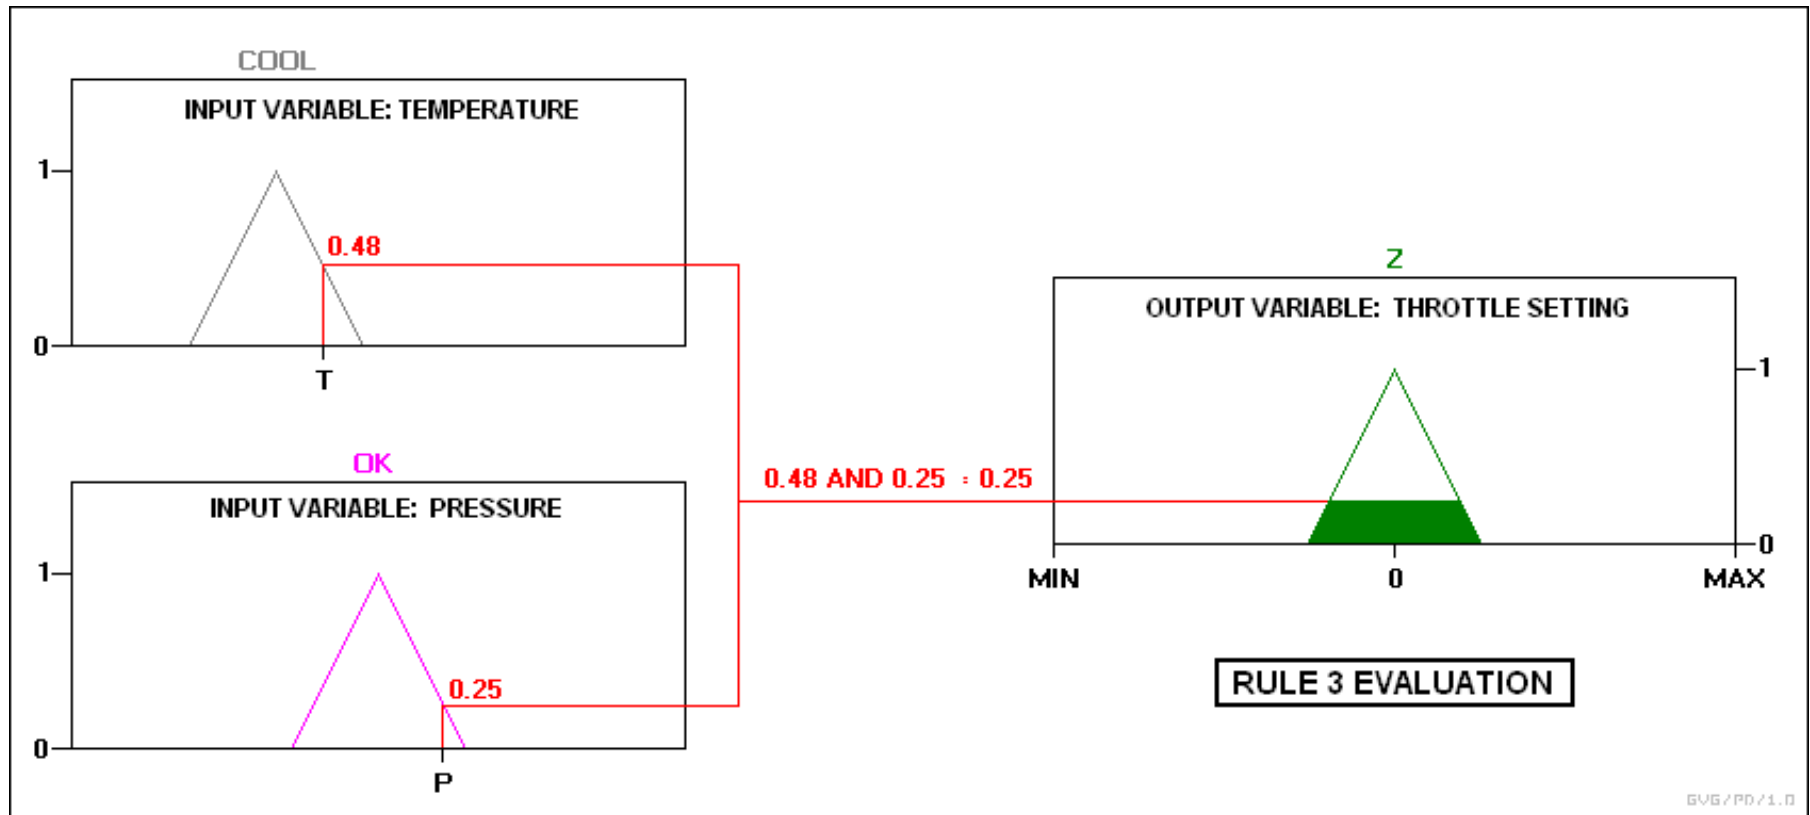 COOL
INPUT VARIABLE: TEMPERATURE
1
0.48
0
T
OK
INPUT VARIABLE: PRESSURE
1
0.25
0
P
0.48 AND 0.25 : 0.25
Z
OUTPUT VARIABLE: THROTTLE SETTING
1
0
MIN 0 MAX
RULE 3 EVALUATION
GVG/PD/1.0